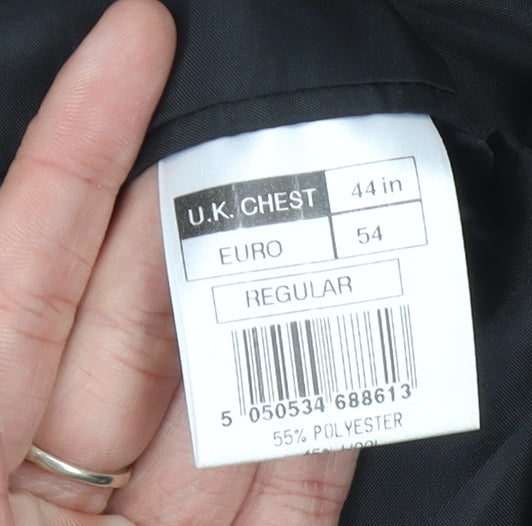 U.K. CHEST 44 in
EURO 54
REGULAR
5 050534 688613
55% POLYESTER